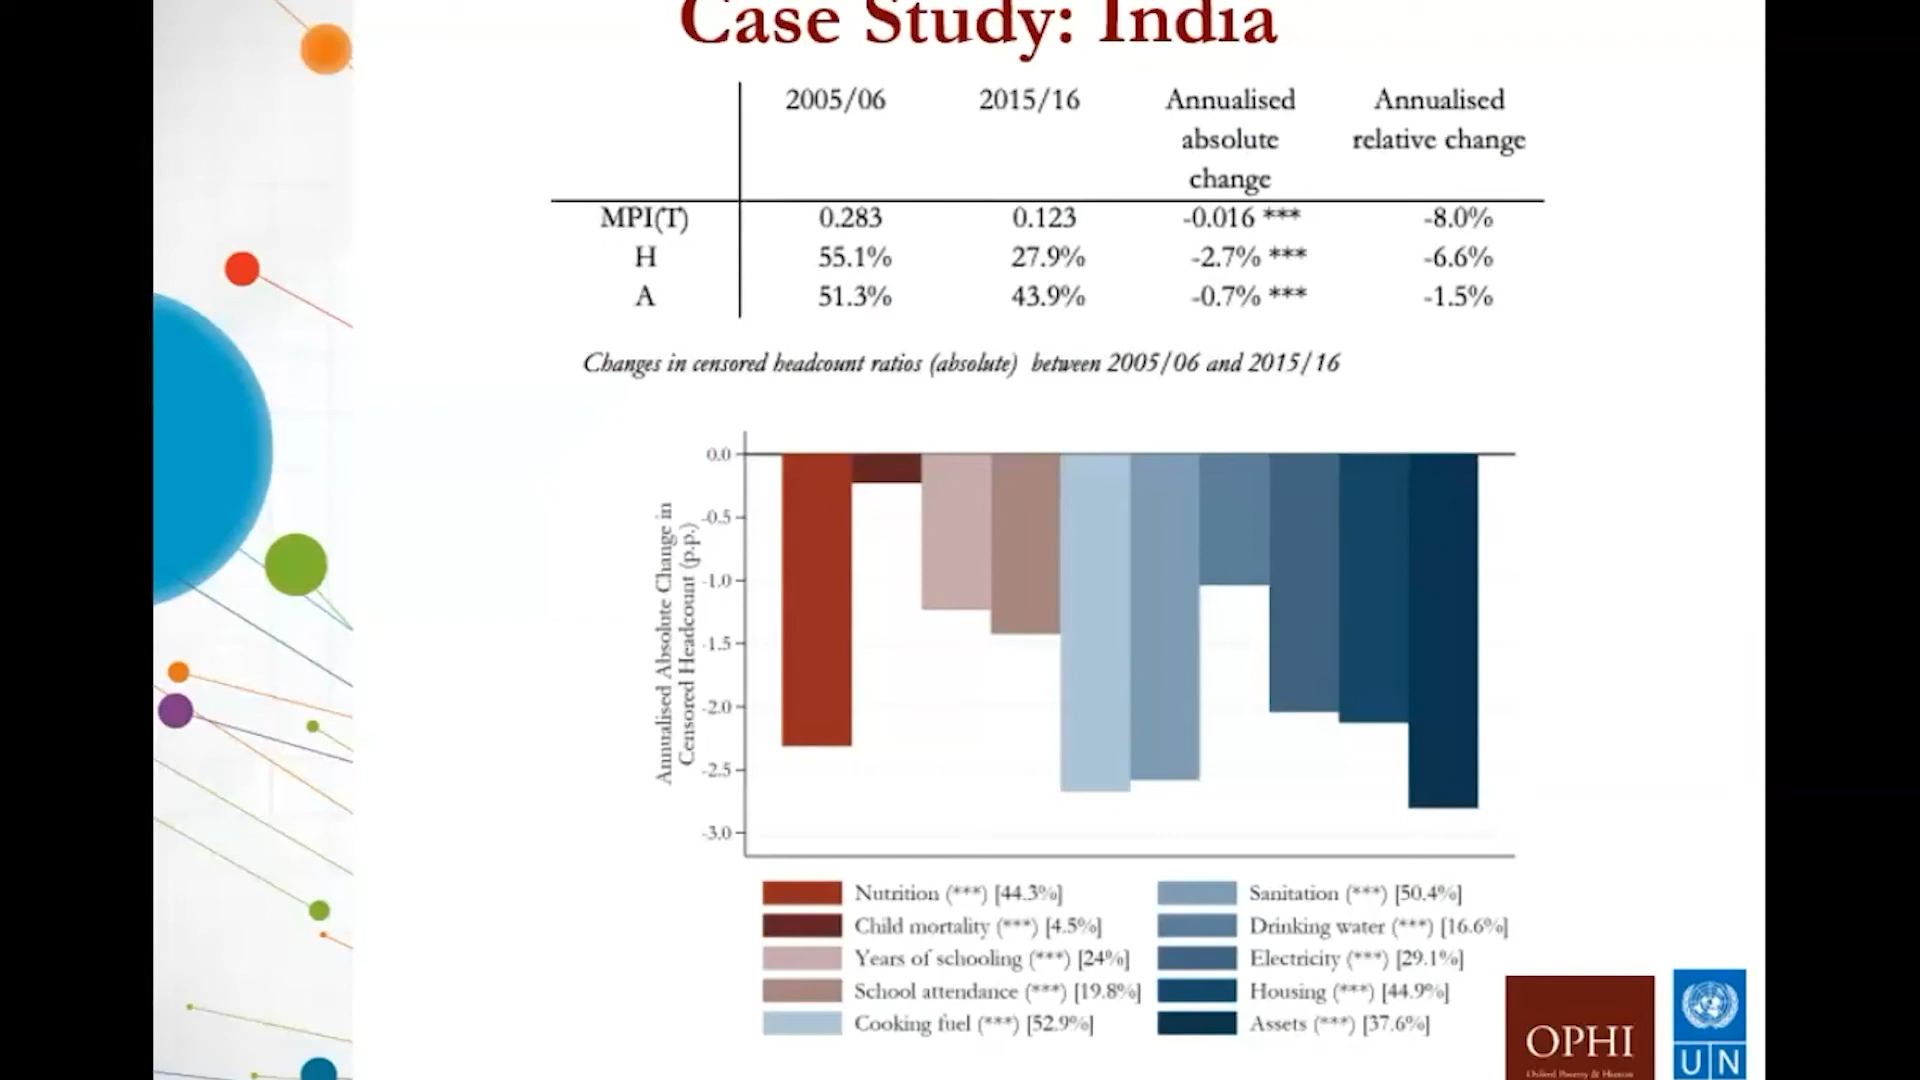 Case Study: India
2005/06 2015/16 Annualised absolute change Annualised relative change
MPI(T) 0.283 0.123 -0.016 *** -8.0%
H 55.1% 27.9% -2.7% *** -6.6%
A 51.3% 43.9% -0.7% *** -1.5%
Changes in censored headcount ratios (absolute) between 2005/06 and 2015/16
Annualised Absolute Change in
Censored Headcount (p.p.)
0.0
-0.5
-1.0
-1.5
-2.0
-2.5
-3.0
Nutrition (***) [44.3%]
Child mortality (***) [4.5%]
Years of schooling (***) [24%]
School attendance (***) [19.8%]
Cooking fuel (***) [52.9%]
Sanitation (***) [50.4%]
Drinking water (***) [16.6%]
Electricity (***) [29.1%]
Housing (***) [44.9%]
Assets (***) [37.6%]
OPHI
Oxford Poverty & Human
UN